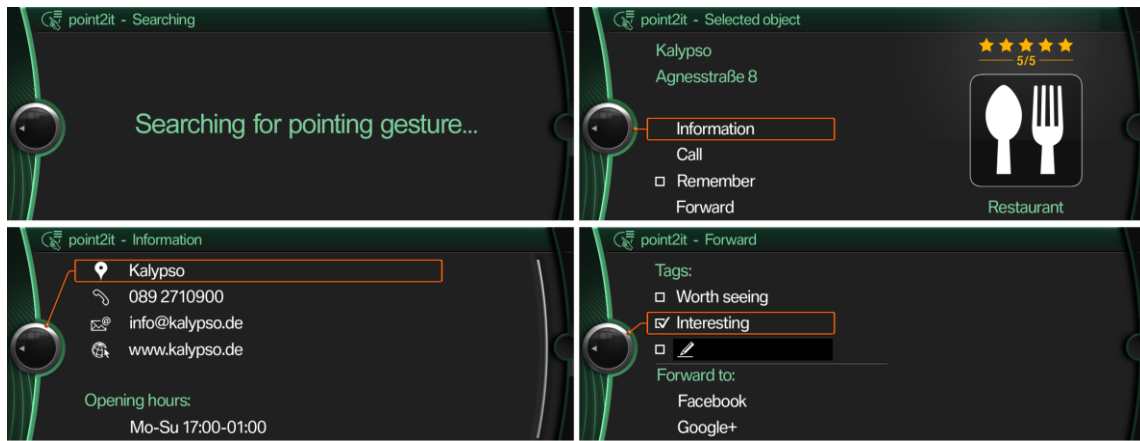 point2it - Searching
Searching for pointing gesture...
point2it - Selected object
Kalypso
Agnesstraße 8
5/5
Information
Call
Remember
Forward
Restaurant
point2it - Information
Kalypso
089 2710900
info@kalypso.de
www.kalypso.de
Opening hours:
Mo-Su 17:00-01:00
point2it - Forward
Tags:
Worth seeing
Interesting
Forward to:
Facebook
Google+